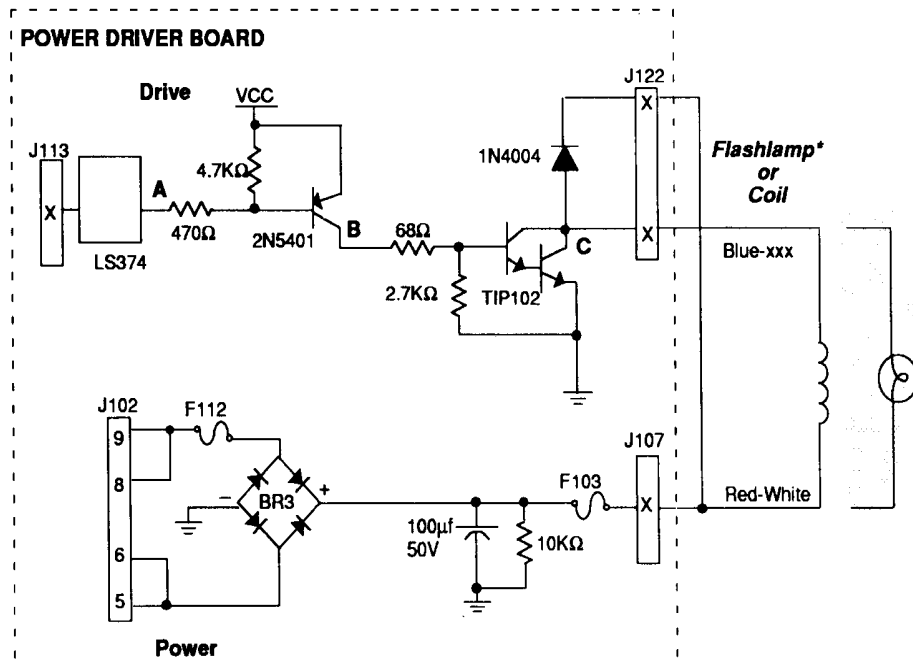 POWER DRIVER BOARD
Drive
VCC
J122
J113
A
4.7KΩ
1N4004
Flashlamp*
or
Coil
X
X
470Ω
2N5401
B
68Ω
C
X
LS374
2.7KΩ
TIP102
Blue-xxx
J102
F112
J107
9
8
BR3
–
+
F103
X
Red-White
100µf
50V
10KΩ
6
5
Power